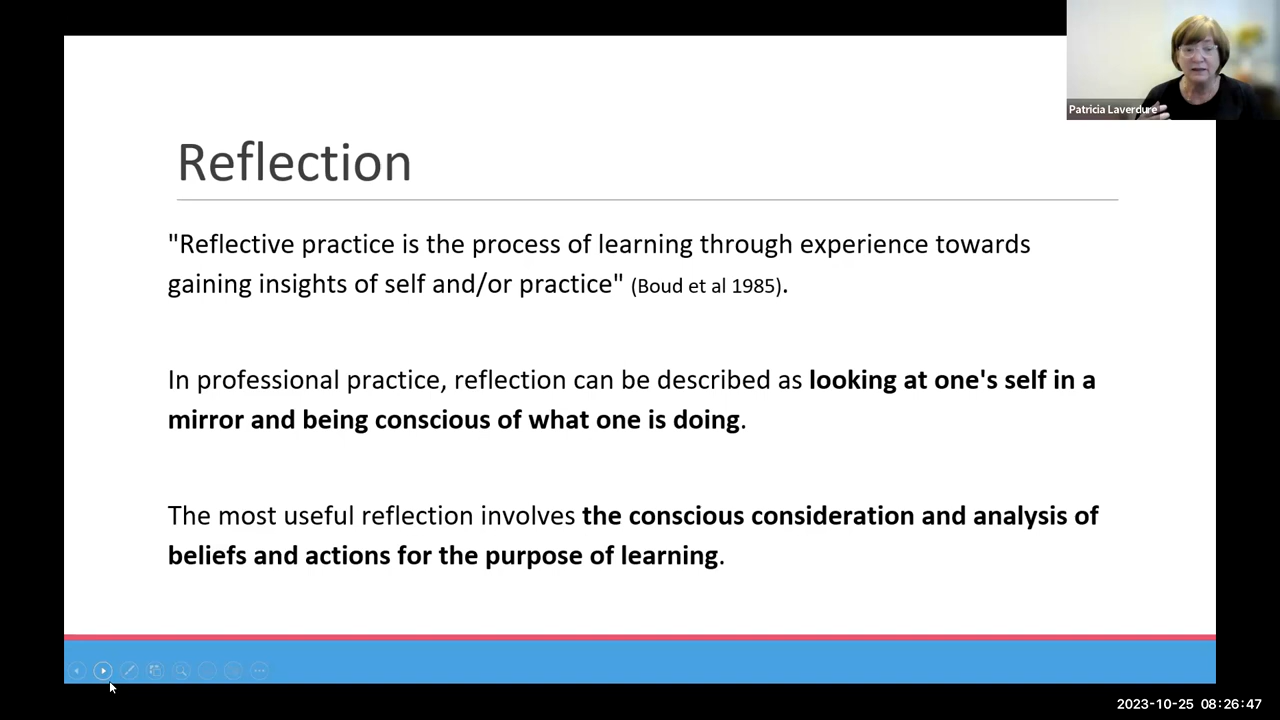 Patricia Laverdure
Reflection
"Reflective practice is the process of learning through experience towards
gaining insights of self and/or practice" (Boud et al 1985).
In professional practice, reflection can be described as looking at one's self in a
mirror and being conscious of what one is doing.
The most useful reflection involves the conscious consideration and analysis of
beliefs and actions for the purpose of learning.
2023-10-25 08:26:47